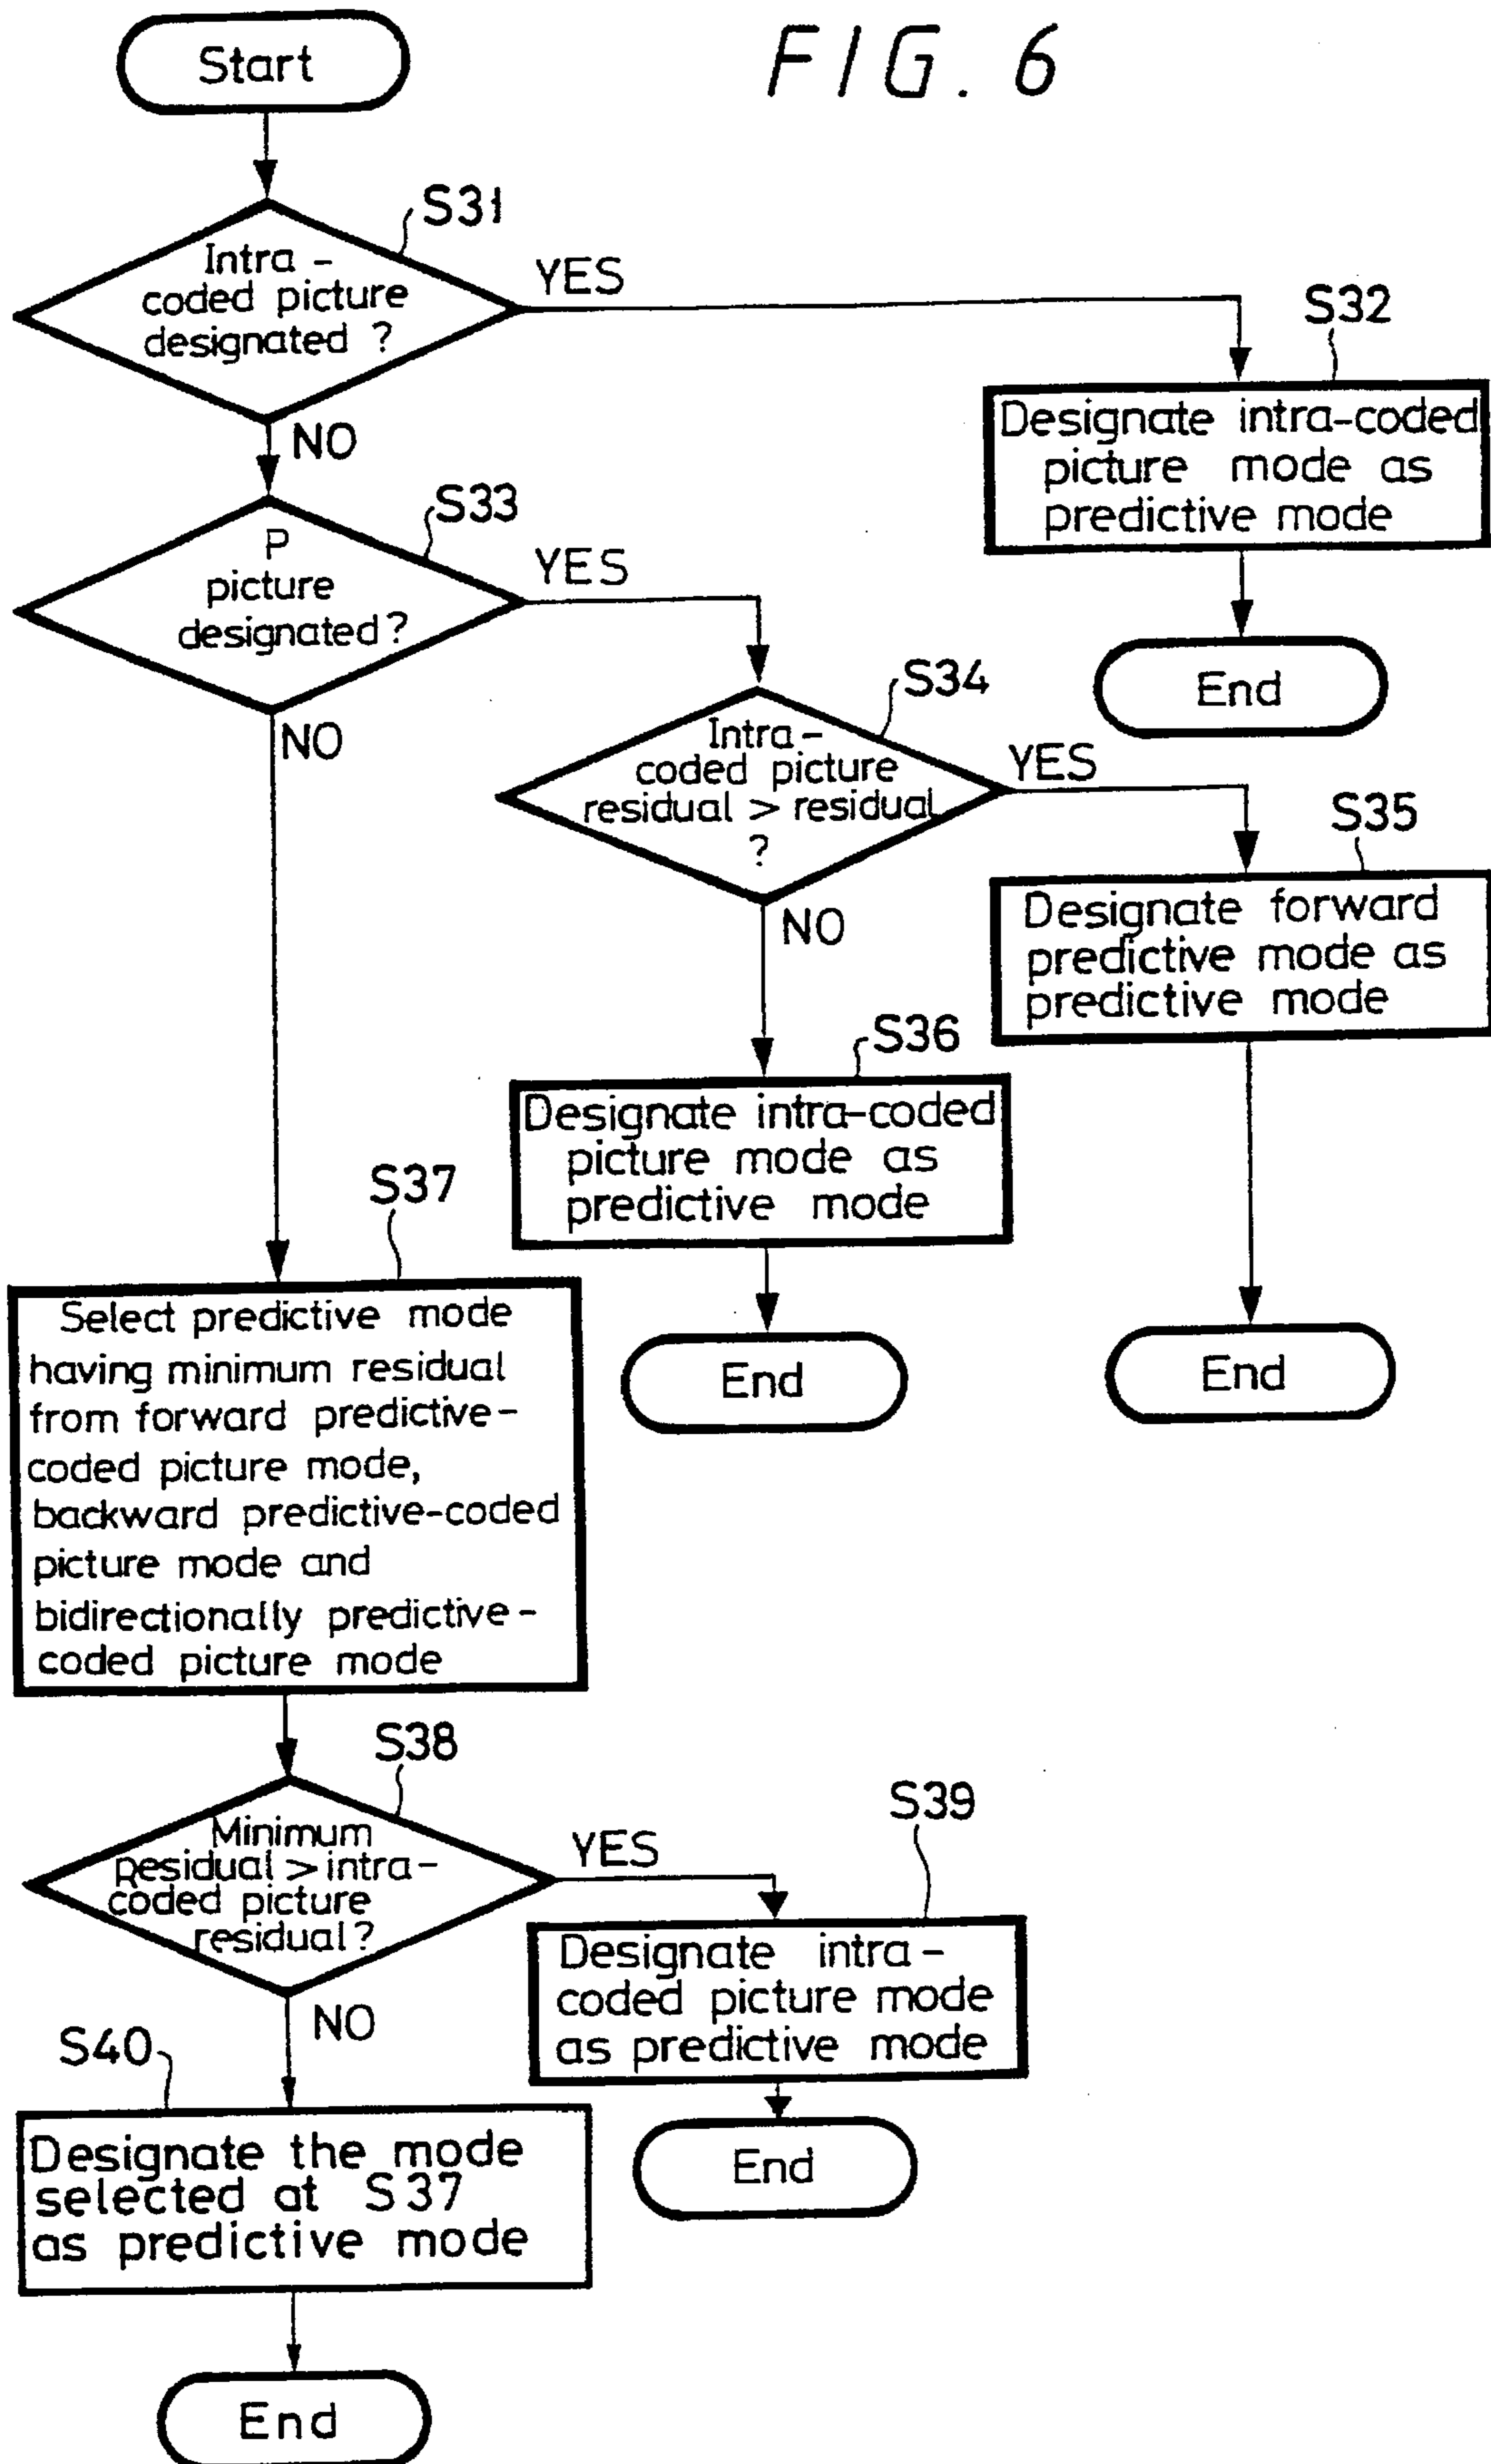 FIG. 6
Start
S31
Intra-
coded picture
designated ?
YES
NO
S32
Designate intra-coded
picture mode as
predictive mode
End
S33
P
picture
designated?
YES
NO
S34
Intra-
coded picture
residual > residual
?
YES
NO
S35
Designate forward
predictive mode as
predictive mode
End
S36
Designate intra-coded
picture mode as
predictive mode
End
S37
Select predictive mode
having minimum residual
from forward predictive-
coded picture mode,
backward predictive-coded
picture mode and
bidirectionally predictive-
coded picture mode
S38
Minimum
Residual > intra-
coded picture
residual?
YES
NO
S39
Designate intra-
coded picture mode
as predictive mode
End
S40
Designate the mode
selected at S37
as predictive mode
End